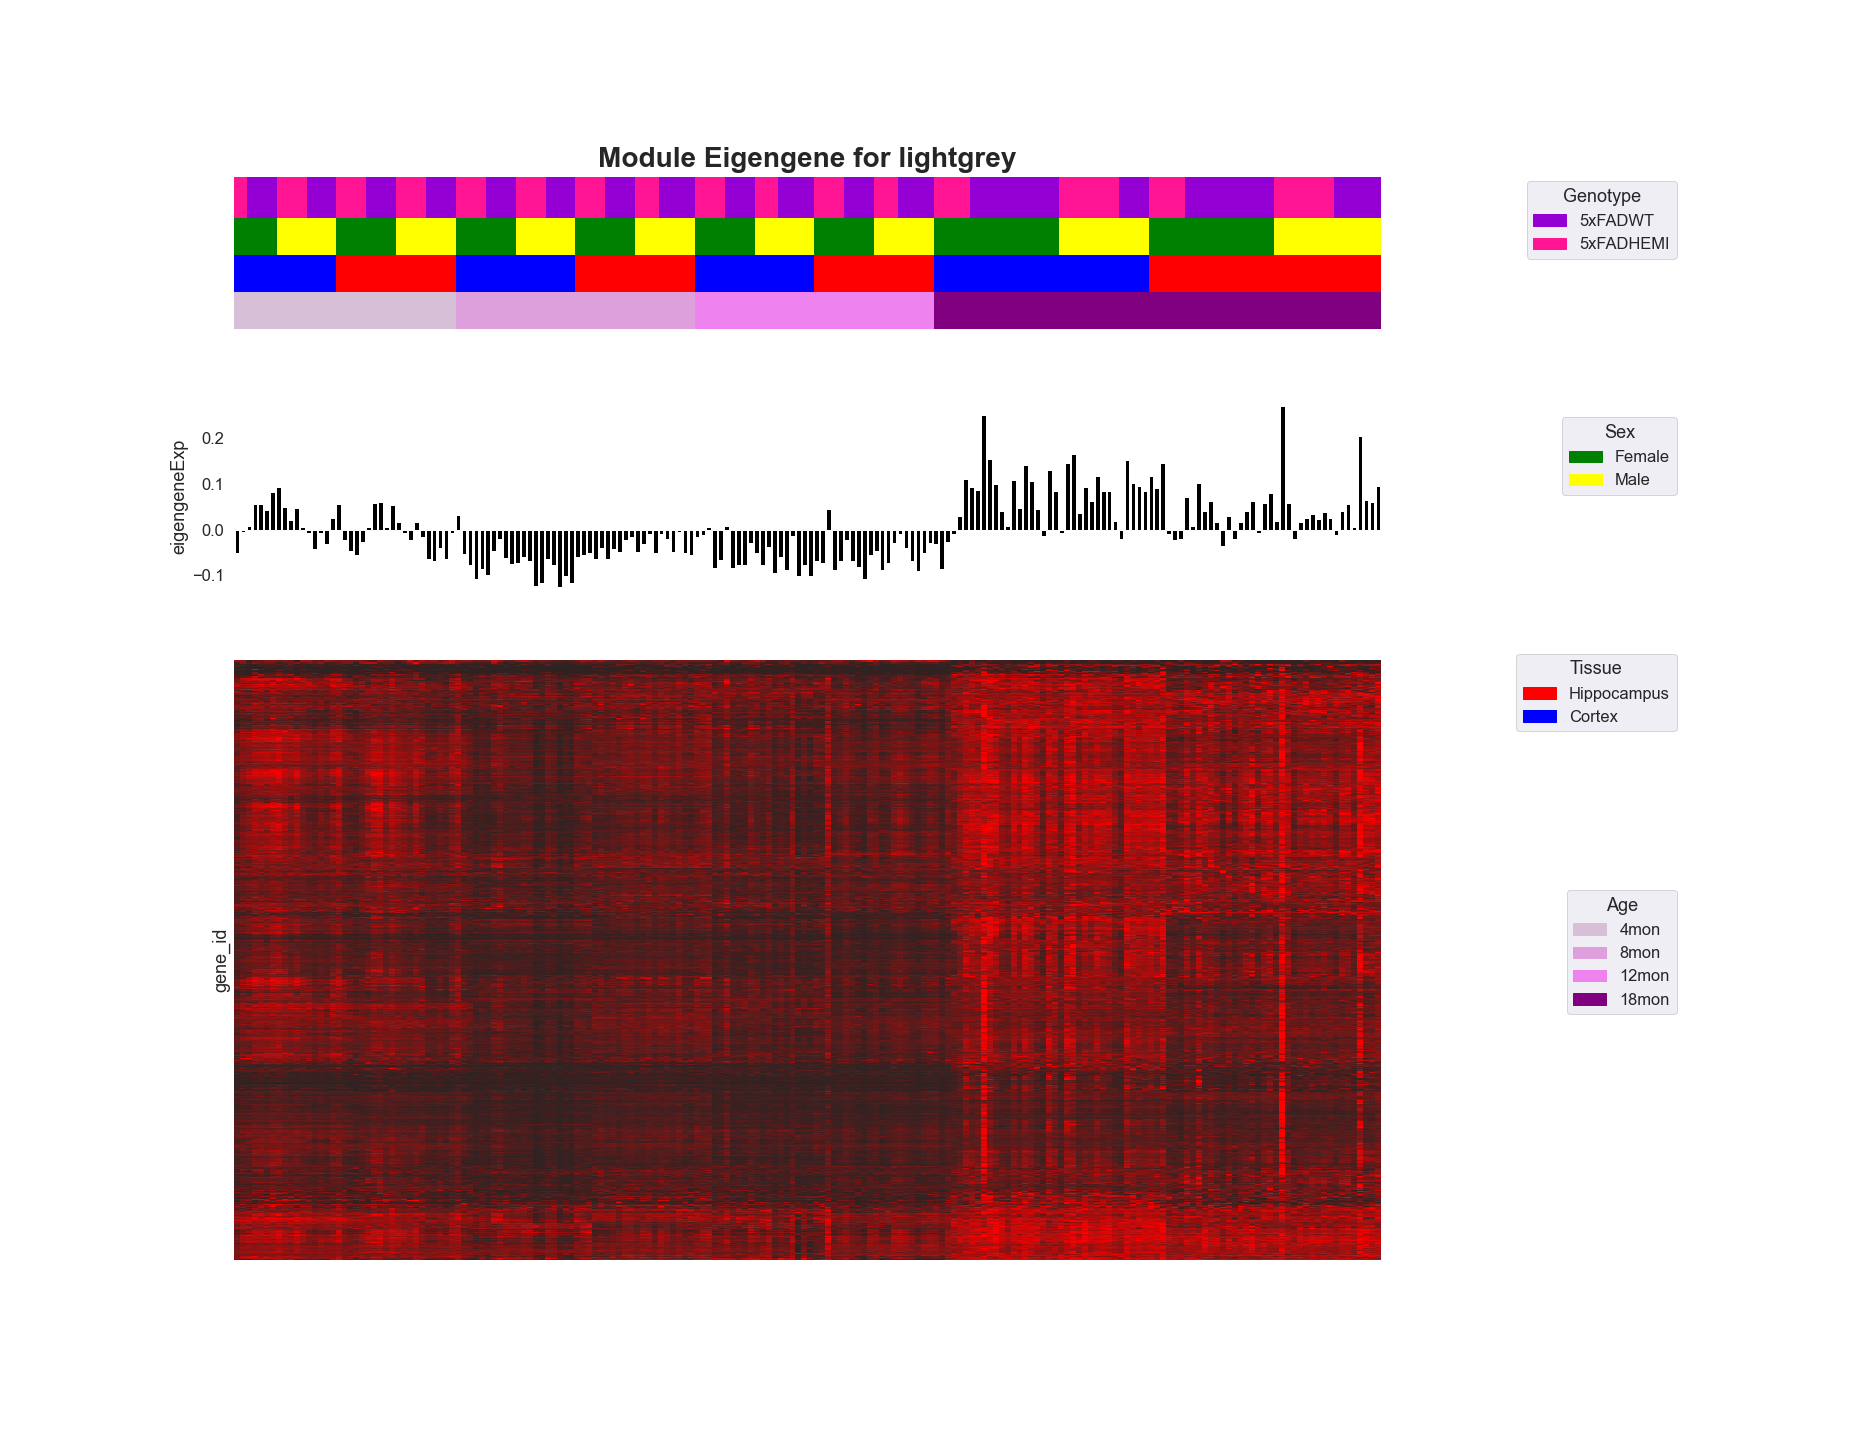 Module Eigengene for lightgrey
Genotype
5xFADWT
5xFADHEMI
eigengeneExp
0.2
0.1
0.0
−0.1
Sex
Female
Male
gene_id
Tissue
Hippocampus
Cortex
Age
4mon
8mon
12mon
18mon